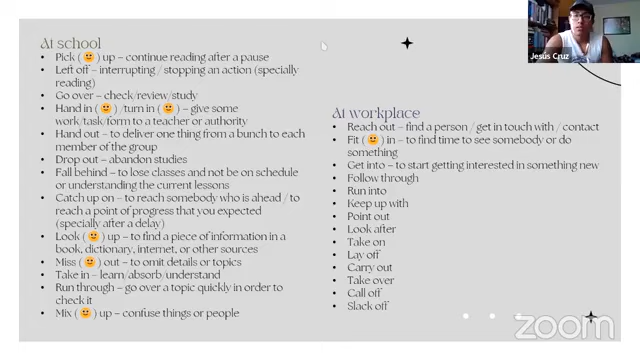 At school
• Pick (🙂) up – continue reading after a pause
• Left off – interrupting / stopping an action (specially
reading)
• Go over – check/review/study
• Hand in (🙂) /turn in (🙂) – give some
work/task/form to a teacher or authority
• Hand out – to deliver one thing from a bunch to each
member of the group
• Drop out – abandon studies
• Fall behind – to lose classes and not be on schedule
or understanding the current lessons
• Catch up on – to reach somebody who is ahead / to
reach a point of progress that you expected
(specially after a delay)
• Look (🙂) up – to find a piece of information in a
book, dictionary, internet, or other sources
• Miss (🙂) out – to omit details or topics
• Take in – learn/absorb/understand
• Run through – go over a topic quickly in order to
check it
• Mix (🙂) up – confuse things or people
At workplace
• Reach out – find a person / get in touch with / contact
• Fit (🙂) in – to find time to see somebody or do
something
• Get into – to start getting interested in something new
• Follow through
• Run into
• Keep up with
• Point out
• Look after
• Take on
• Lay off
• Carry out
• Take over
• Call off
• Slack off
Jesus Cruz
zoom